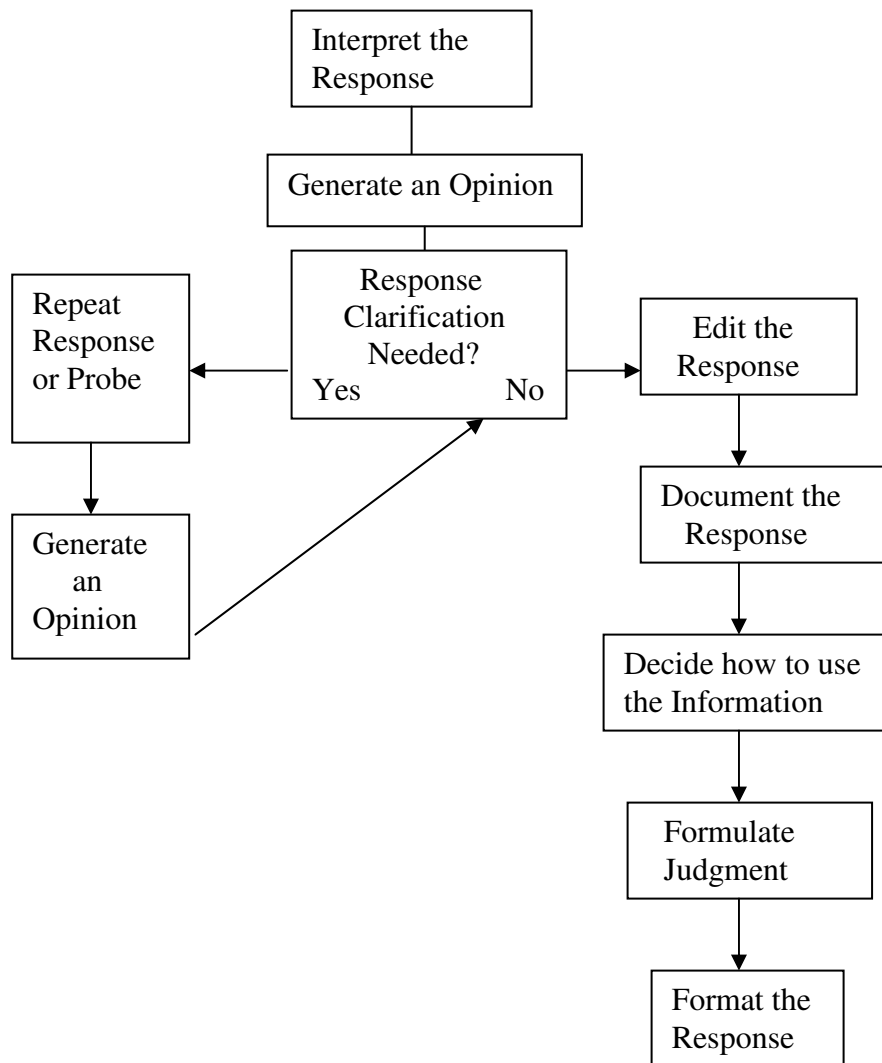 Interpret the
Response
Generate an Opinion
Response
Clarification
Needed?
Yes No
Repeat
Response
or Probe
Generate
an
Opinion
Edit the
Response
Document the
Response
Decide how to use
the Information
Formulate
Judgment
Format the
Response